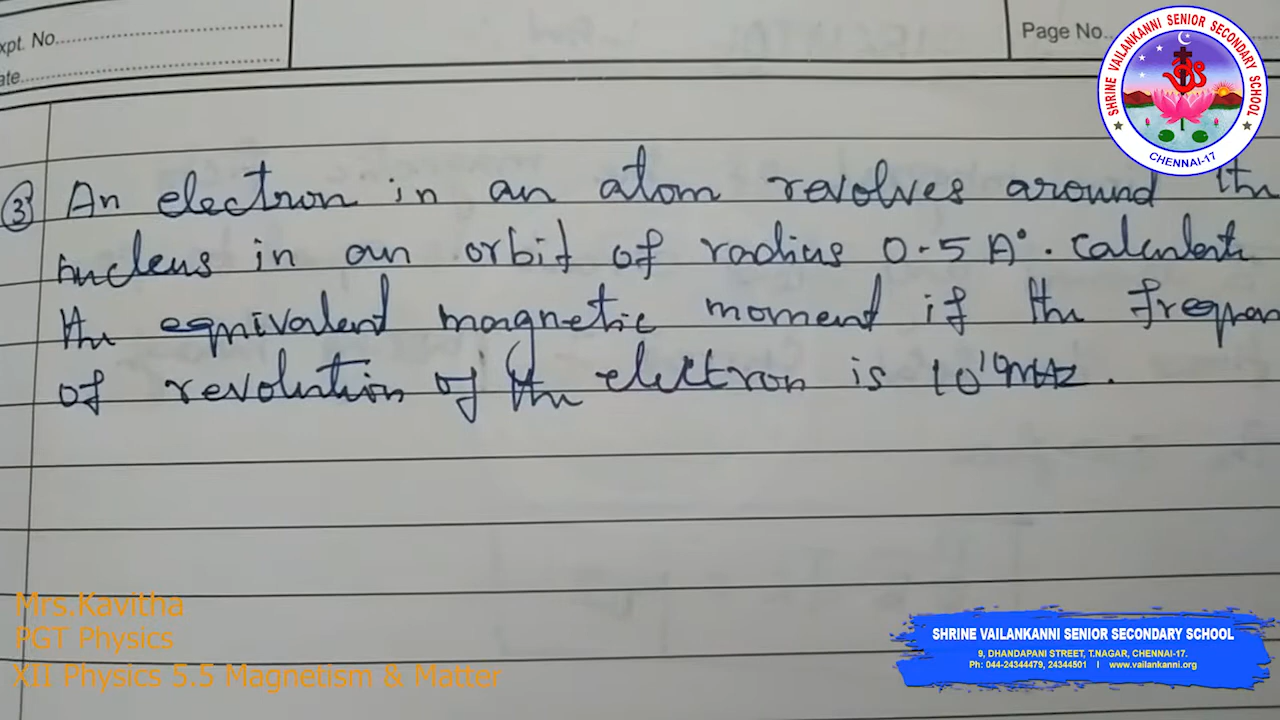 xpt. No.
ate.
Page No.
SHRINE VAILANKANNI SENIOR SECONDARY SCHOOL
CHENNAI-17
③ An electron in an atom revolves around the
nucleus in an orbit of radius 0.5 A°. Calculate
the equivalent magnetic moment if the frequen
of revolution of the electron is 10¹⁰ MHz.
Mrs.Kavitha
PGT Physics
XII Physics 5.5 Magnetism & Matter
SHRINE VAILANKANNI SENIOR SECONDARY SCHOOL
9, DHANDAPANI STREET, T.NAGAR, CHENNAI-17.
Ph: 044-24344479, 24344501 | www.vailankanni.org